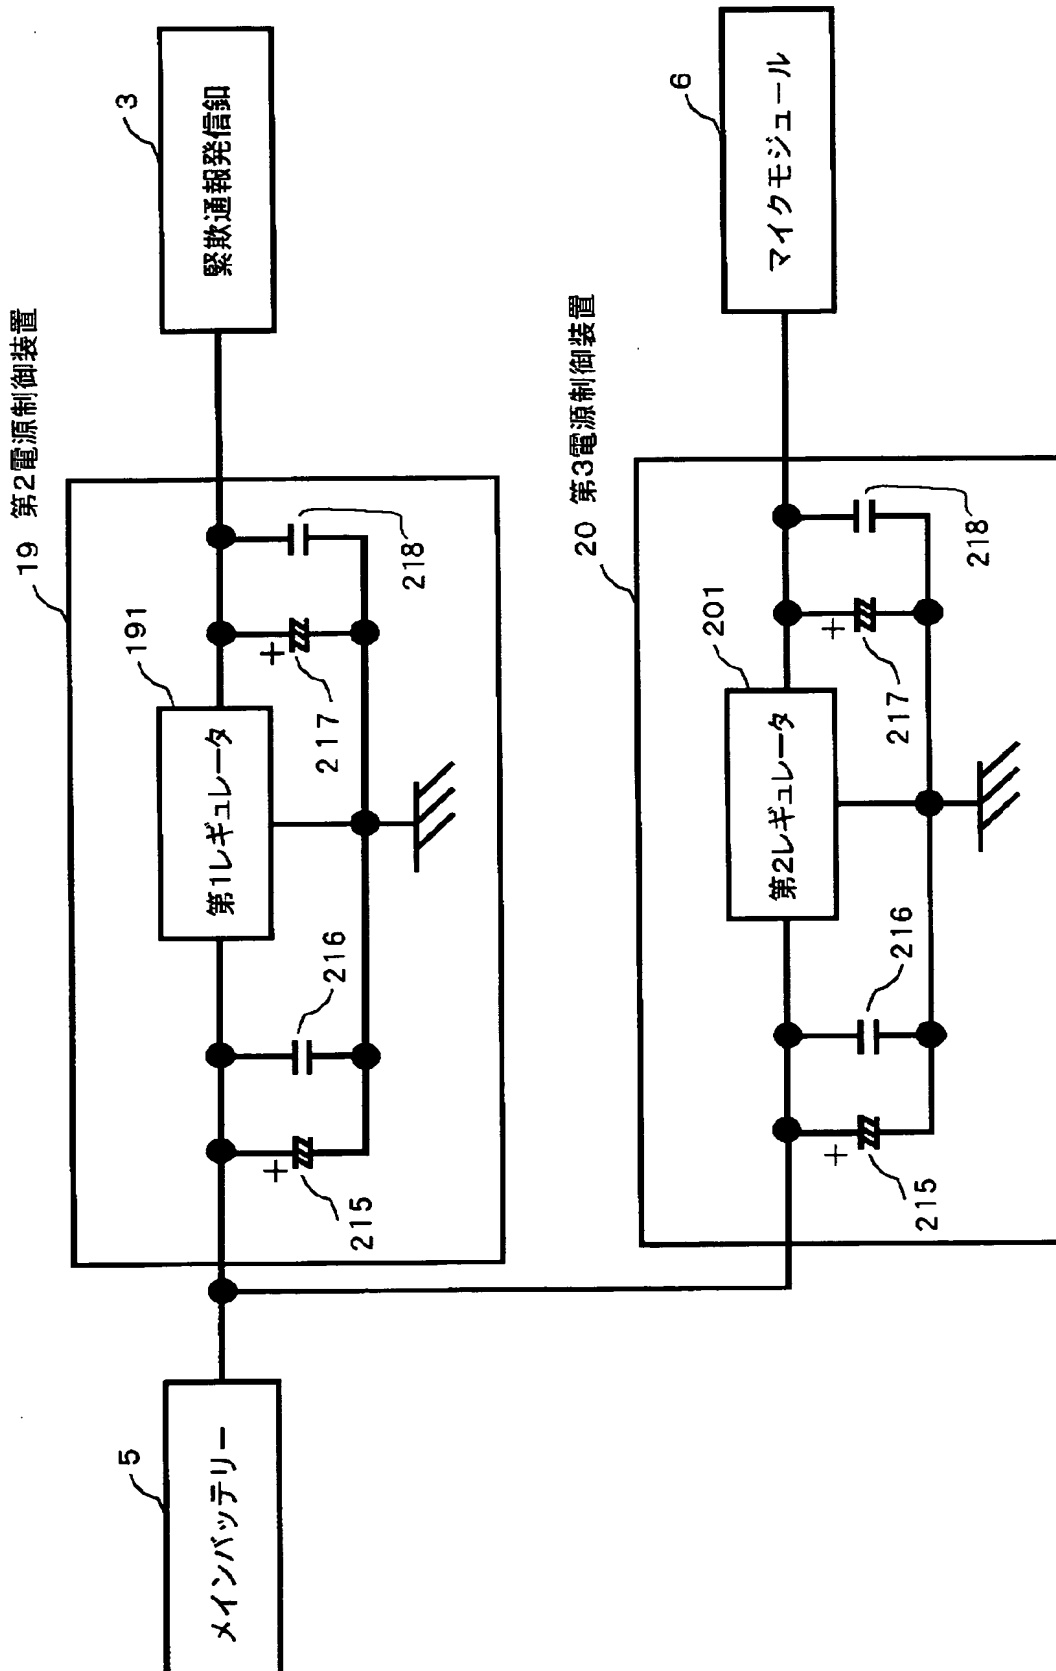 5
メインバッテリー
19 第2電源制御装置
191
第1レギュレータ
+
215
216
+
217
218
3
緊欺通報発信釦
20 第3電源制御装置
201
第2レギュレータ
+
215
216
+
217
218
6
マイクモジュール